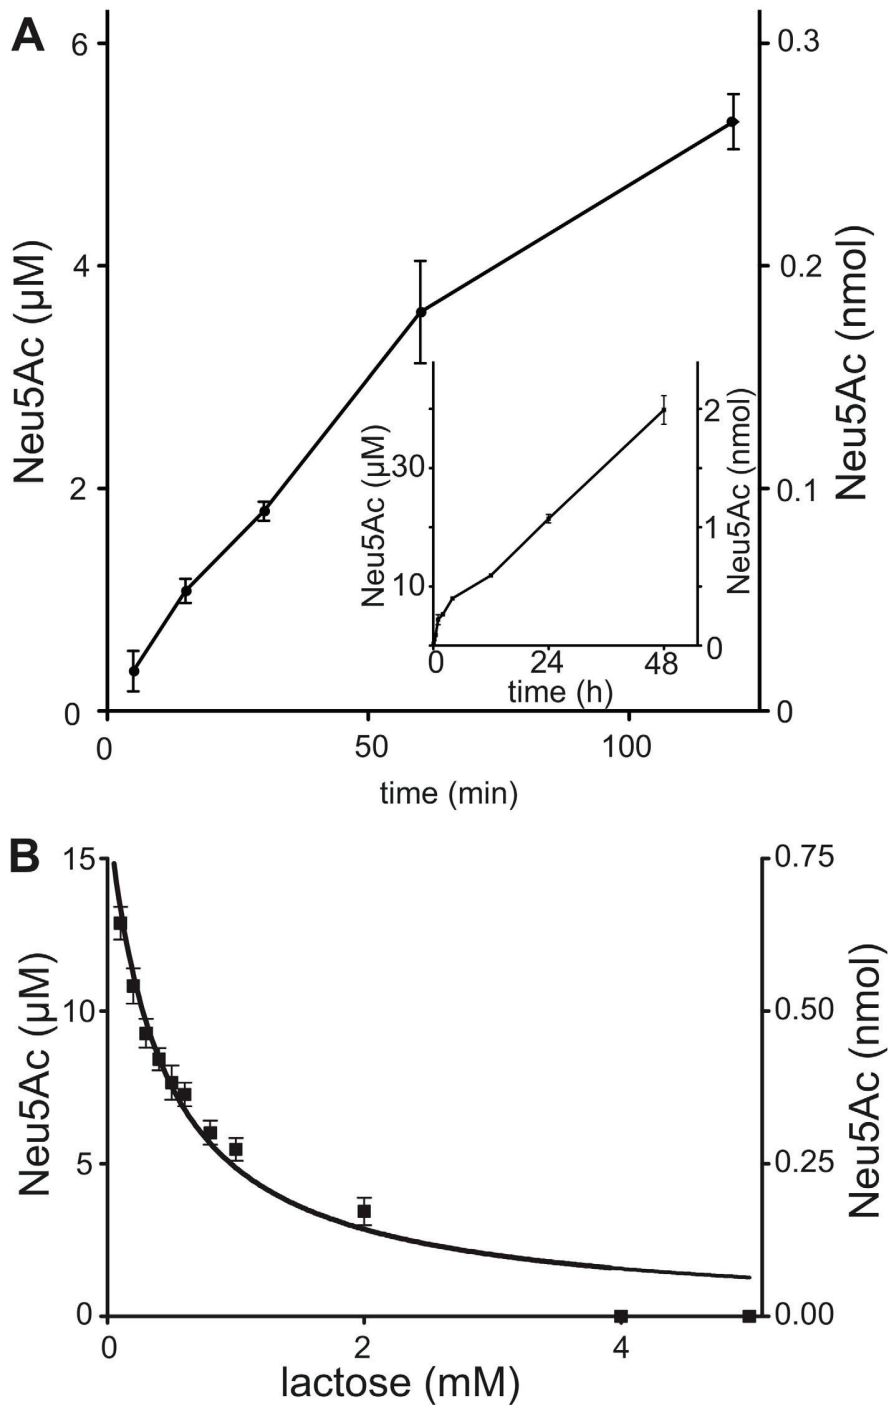 A
6
4
2
0
Neu5Ac (µM)
0.3
0.2
0.1
0
Neu5Ac (nmol)
0
50
100
time (min)
30
10
Neu5Ac (µM)
2
1
0
Neu5Ac (nmol)
0
24
48
time (h)
B
15
10
5
0
Neu5Ac (µM)
0.75
0.50
0.25
0.00
Neu5Ac (nmol)
0
2
4
lactose (mM)